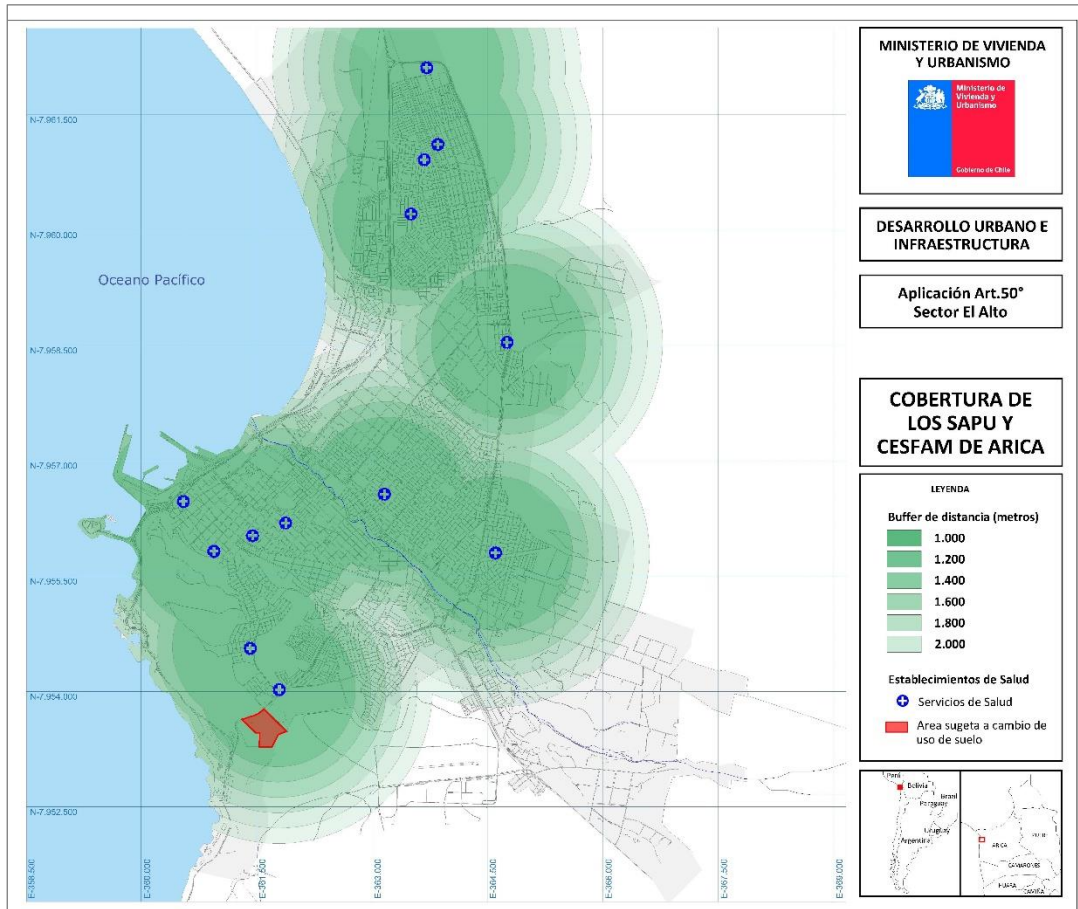 MINISTERIO DE VIVIENDA
Y URBANISMO
Ministerio de
Vivienda y
Urbanismo
Gobierno de Chile
DESARROLLO URBANO E
INFRAESTRUCTURA
Aplicación Art.50°
Sector El Alto
COBERTURA DE
LOS SAPU Y
CESFAM DE ARICA
LEYENDA
Buffer de distancia (metros)
1.000
1.200
1.400
1.600
1.800
2.000
Establecimientos de Salud
Servicios de Salud
Area sugeta a cambio de
uso de suelo
Oceano Pacífico
N-7.961.500
N-7.960.000
N-7.958.500
N-7.957.000
N-7.955.500
N-7.954.000
N-7.952.500
E-358.500
E-360.000
E-361.500
E-363.000
E-364.500
E-366.000
E-367.500
E-369.000
Perú
Bolivia
Brazil
Paraguay
Uruguay
Argentina
ARICA
CAMARONES
HUARA
CAMIÑA